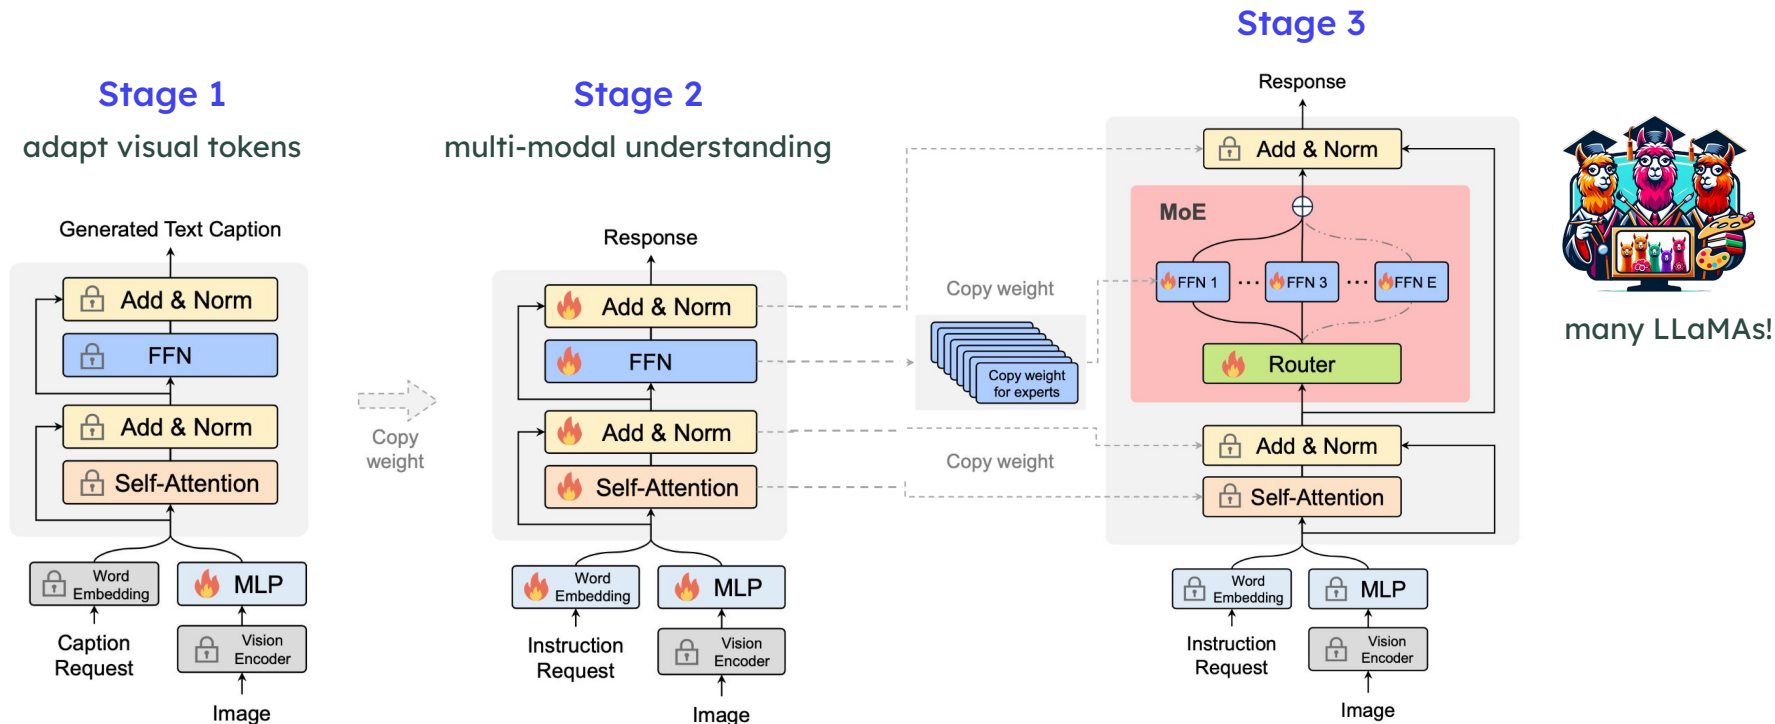 Stage 1
adapt visual tokens
Generated Text Caption
Add & Norm
FFN
Add & Norm
Self-Attention
Word
Embedding
MLP
Caption
Request
Vision
Encoder
Image
Copy
weight
Stage 2
multi-modal understanding
Response
Add & Norm
FFN
Add & Norm
Self-Attention
Word
Embedding
MLP
Instruction
Request
Vision
Encoder
Image
Copy weight
Copy weight
for experts
Copy weight
Stage 3
Response
Add & Norm
MoE
FFN 1 ... FFN 3 ... FFN E
Router
Add & Norm
Self-Attention
Word
Embedding
MLP
Instruction
Request
Vision
Encoder
Image
many LLaMAs!